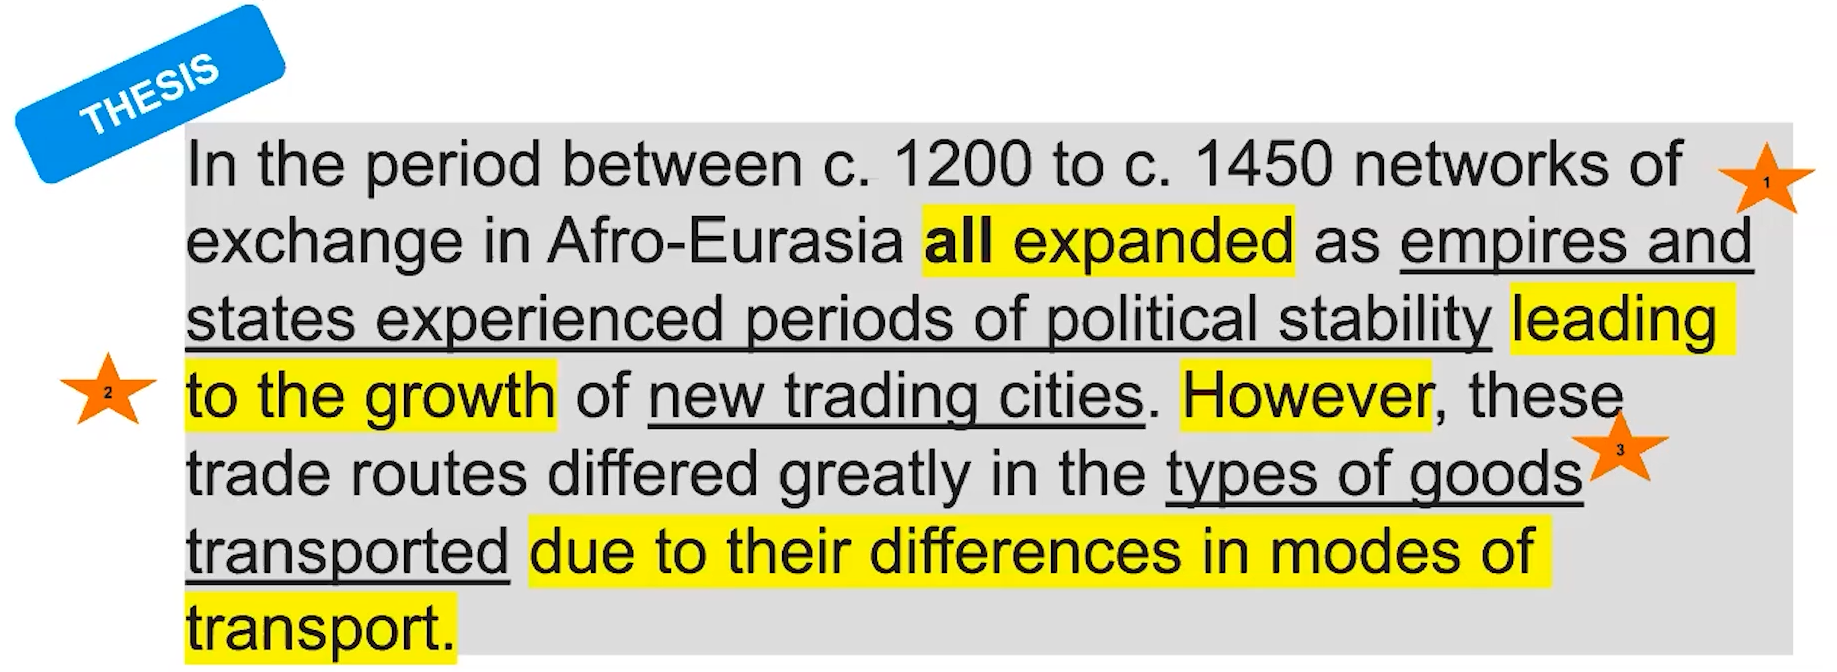 THESIS
In the period between c. 1200 to c. 1450 networks of
1
exchange in Afro-Eurasia all expanded as empires and
states experienced periods of political stability leading
2
to the growth of new trading cities. However, these
trade routes differed greatly in the types of goods
3
transported due to their differences in modes of
transport.